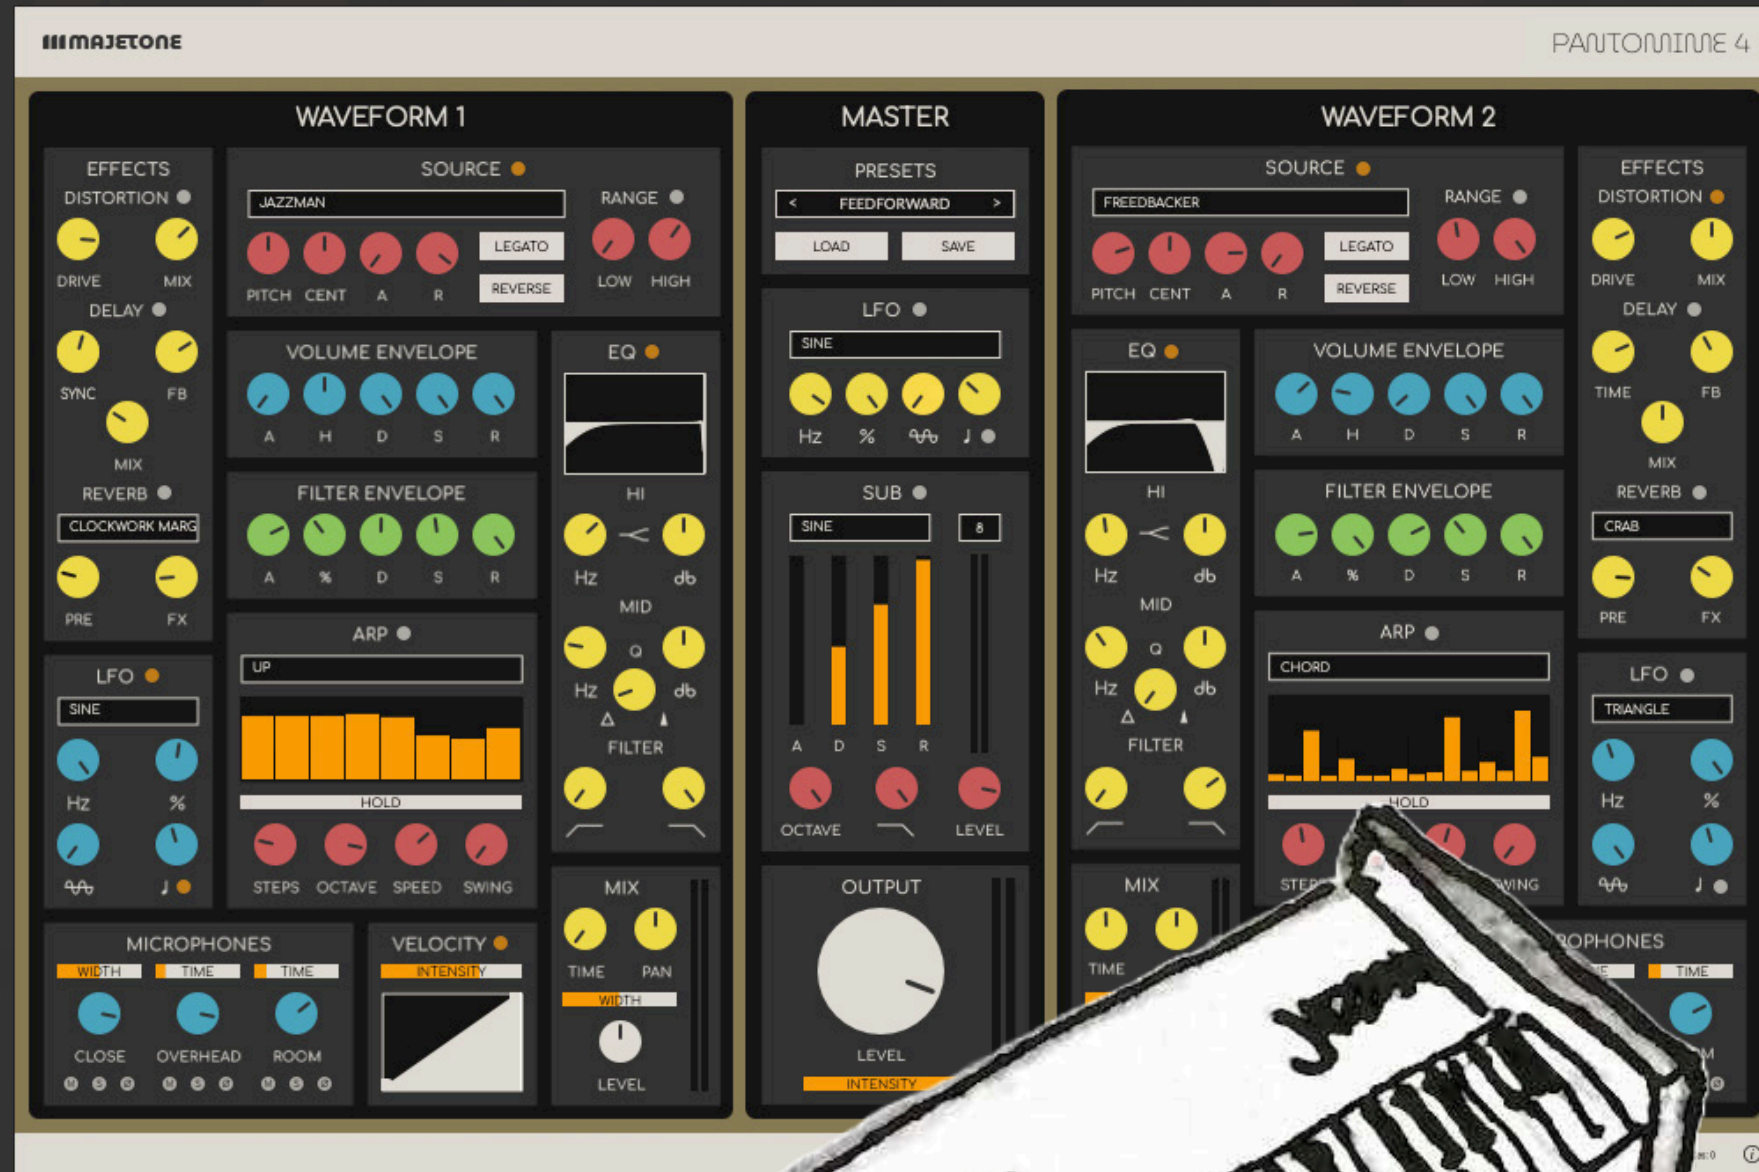 MAJETONE
PANTOMIME 4
WAVEFORM 1
EFFECTS
DISTORTION
DRIVE MIX
DELAY
SYNC FB
MIX
REVERB
CLOCKWORK MARG
PRE FX
LFO
SINE
Hz %
SOURCE
JAZZMAN
PITCH CENT A R
LEGATO
REVERSE
RANGE
LOW HIGH
VOLUME ENVELOPE
A H D S R
FILTER ENVELOPE
A % D S R
ARP
UP
HOLD
STEPS OCTAVE SPEED SWING
EQ
HI
Hz db
MID
Q
Hz db
FILTER
MICROPHONES
WIDTH TIME TIME
CLOSE OVERHEAD ROOM
M S Ø M S Ø M S Ø
VELOCITY
INTENSITY
MIX
TIME PAN
WIDTH
LEVEL
MASTER
PRESETS
< FEEDFORWARD >
LOAD SAVE
LFO
SINE
Hz %
SUB
SINE 8
A D S R
OCTAVE LEVEL
OUTPUT
LEVEL
INTENSITY
WAVEFORM 2
SOURCE
FREEDBACKER
PITCH CENT A R
LEGATO
REVERSE
RANGE
LOW HIGH
EQ
HI
Hz db
MID
Q
Hz db
FILTER
VOLUME ENVELOPE
A H D S R
FILTER ENVELOPE
A % D S R
ARP
CHORD
HOLD
MIX
TIME
EFFECTS
DISTORTION
DRIVE MIX
DELAY
TIME FB
MIX
REVERB
CRAB
PRE FX
LFO
TRIANGLE
Hz %
TIME